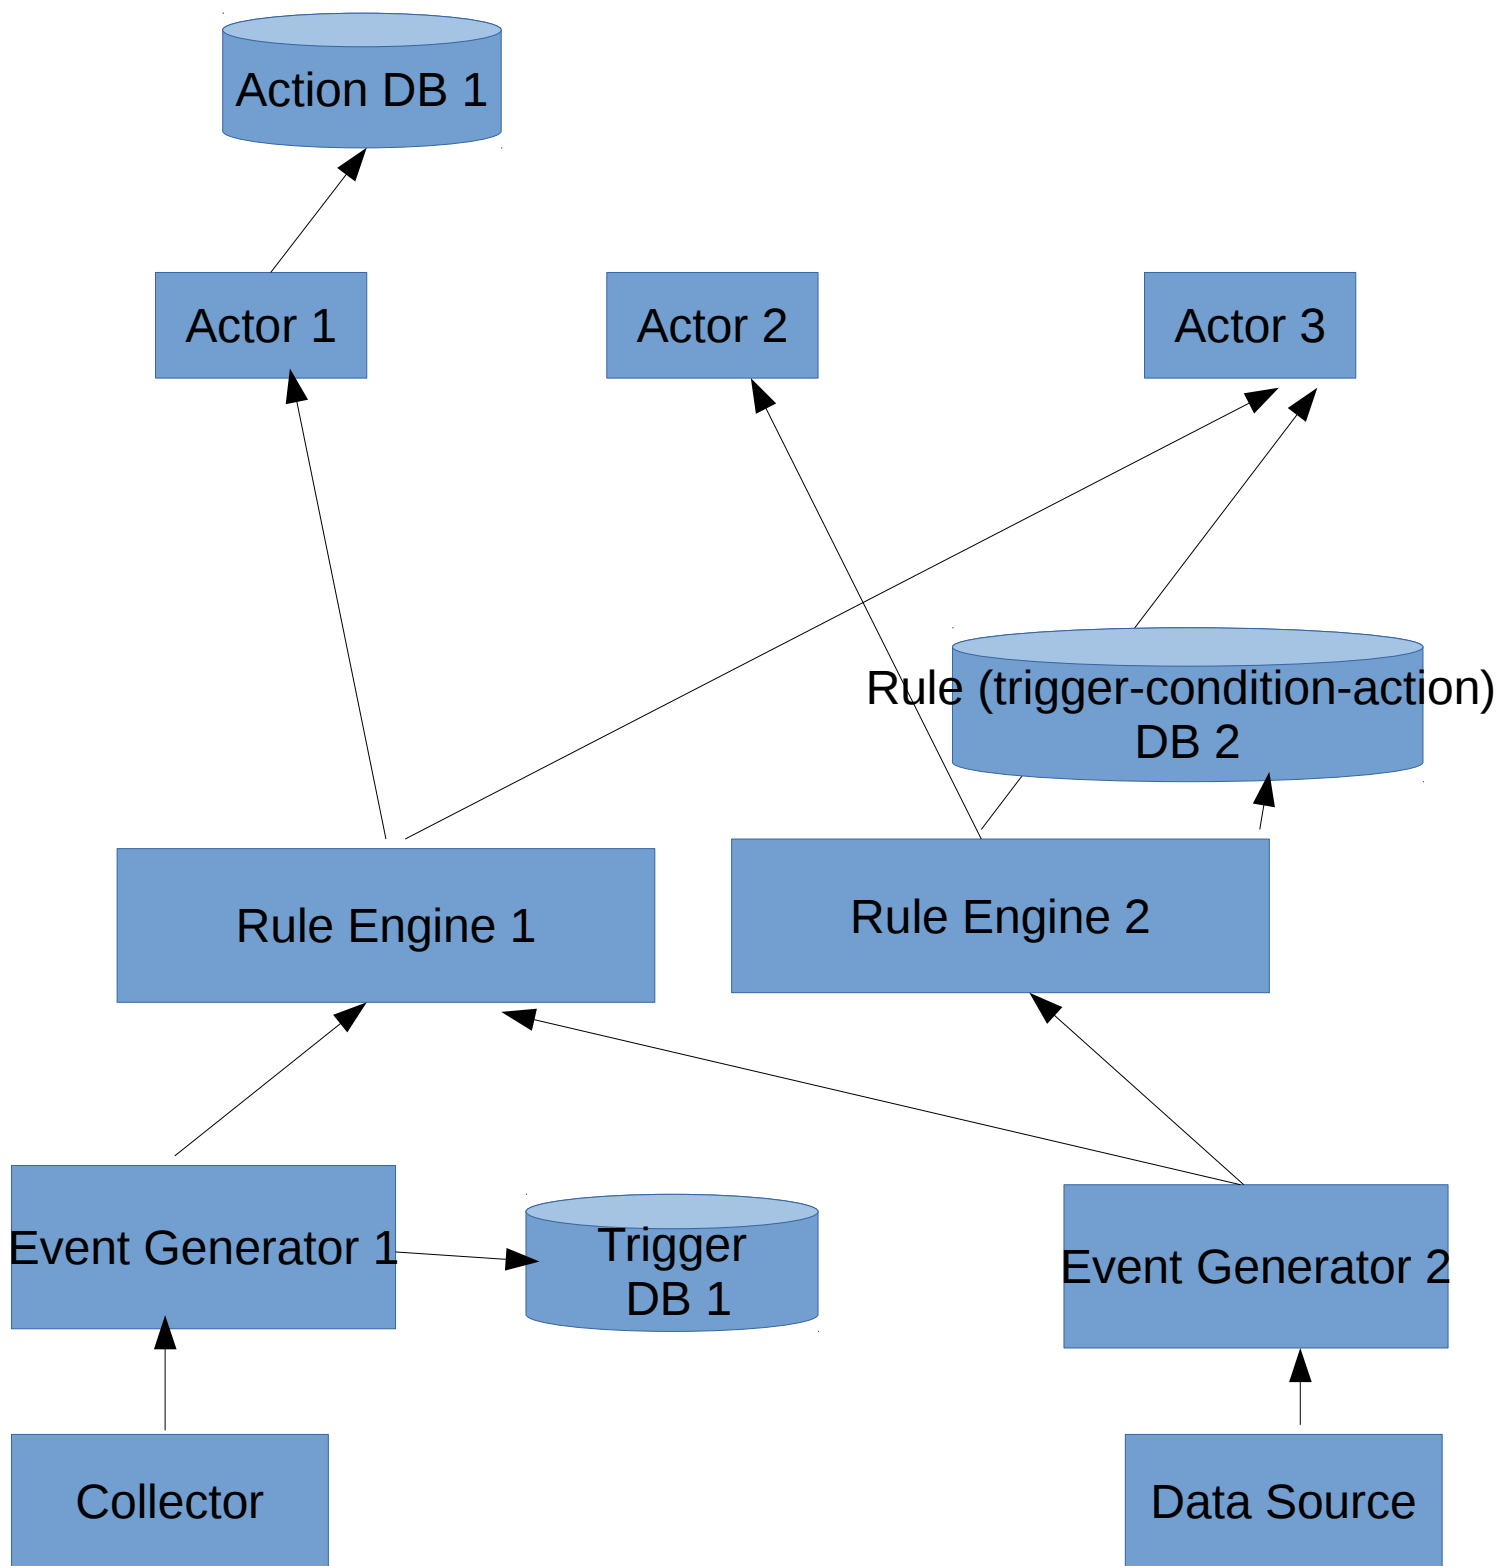 Action DB 1
Actor 1
Actor 2
Actor 3
Rule (trigger-condition-action)
DB 2
Rule Engine 1
Rule Engine 2
Event Generator 1
Trigger
DB 1
Event Generator 2
Collector
Data Source